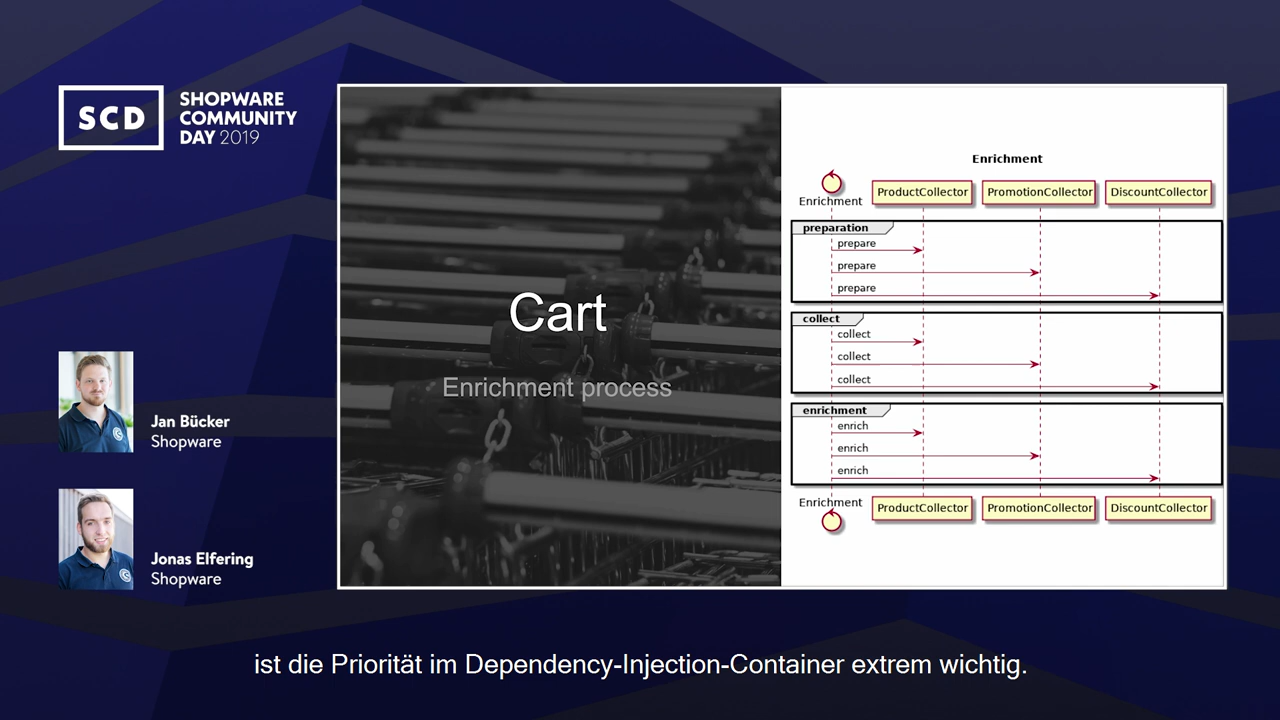 SCD
SHOPWARE
COMMUNITY
DAY 2019
Jan Bücker
Shopware
Jonas Elfering
Shopware
Cart
Enrichment process
Enrichment
Enrichment
ProductCollector
PromotionCollector
DiscountCollector
preparation
prepare
prepare
prepare
collect
collect
collect
collect
enrichment
enrich
enrich
enrich
Enrichment
ProductCollector
PromotionCollector
DiscountCollector
ist die Priorität im Dependency-Injection-Container extrem wichtig.